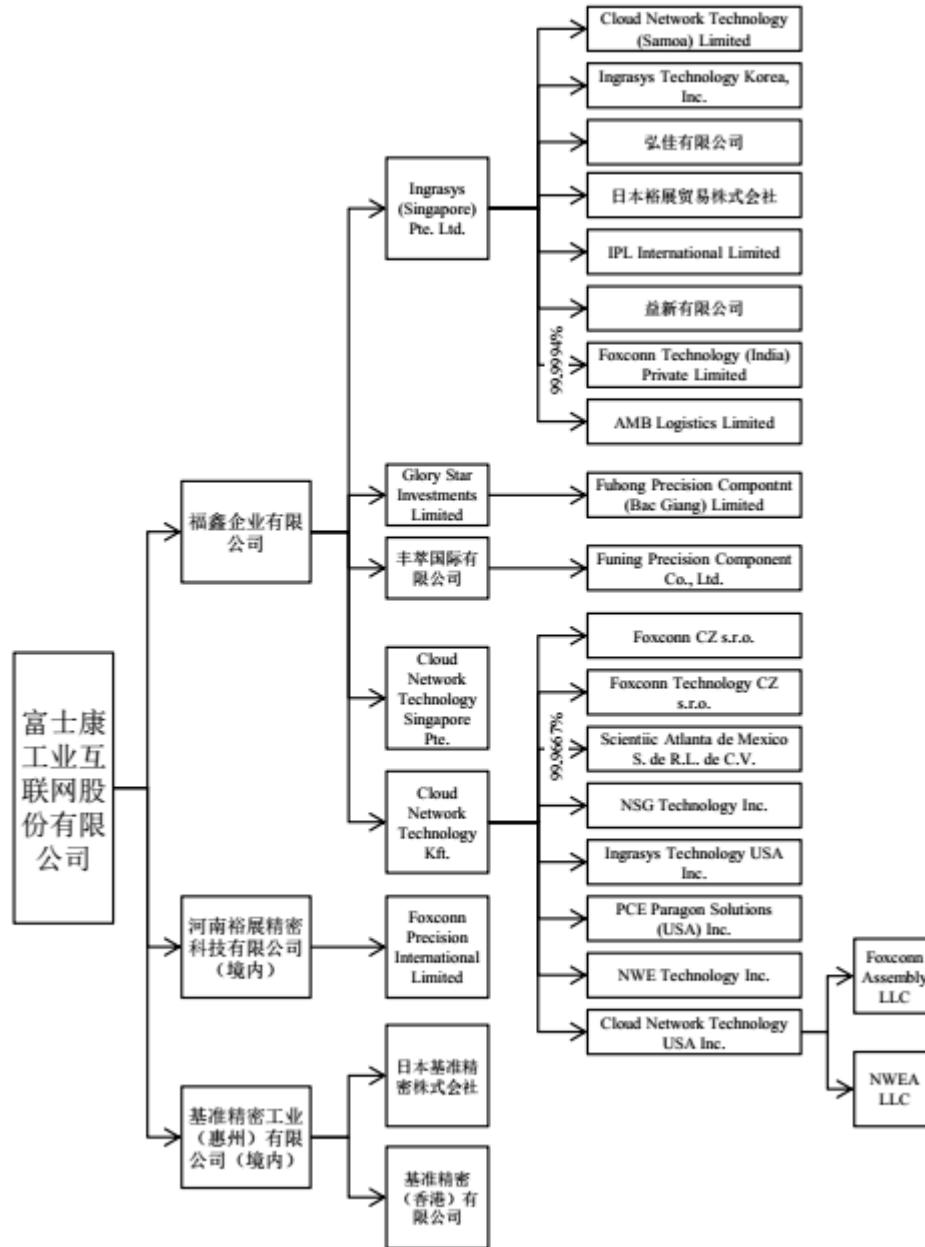 富士康
工业互
联网股
份有限
公司
福鑫企业有限
公司
河南裕展精密
科技有限公司
（境内）
基准精密工业
（惠州）有限
公司（境内）
Ingrasys
(Singapore)
Pte. Ltd.
Glory Star
Investments
Limited
丰萃国际有
限公司
Cloud
Network
Technology
Singapore
Pte.
Cloud
Network
Technology
Kft.
Foxconn
Precision
International
Limited
日本基准精
密株式会社
基准精密
（香港）有
限公司
Cloud Network Technology
(Samoa) Limited
Ingrasys Technology Korea,
Inc.
弘佳有限公司
日本裕展贸易株式会社
IPL International Limited
益新有限公司
99.9994%
Foxconn Technology (India)
Private Limited
AMB Logistics Limited
Fuhong Precision Compontnt
(Bac Giang) Limited
Funing Precision Component
Co., Ltd.
Foxconn CZ s.r.o.
Foxconn Technology CZ
s.r.o.
99.9667%
Scientiic Atlanta de Mexico
S. de R.L. de C.V.
NSG Technology Inc.
Ingrasys Technology USA
Inc.
PCE Paragon Solutions
(USA) Inc.
NWE Technology Inc.
Cloud Network Technology
USA Inc.
Foxconn
Assembly
LLC
NWEA
LLC